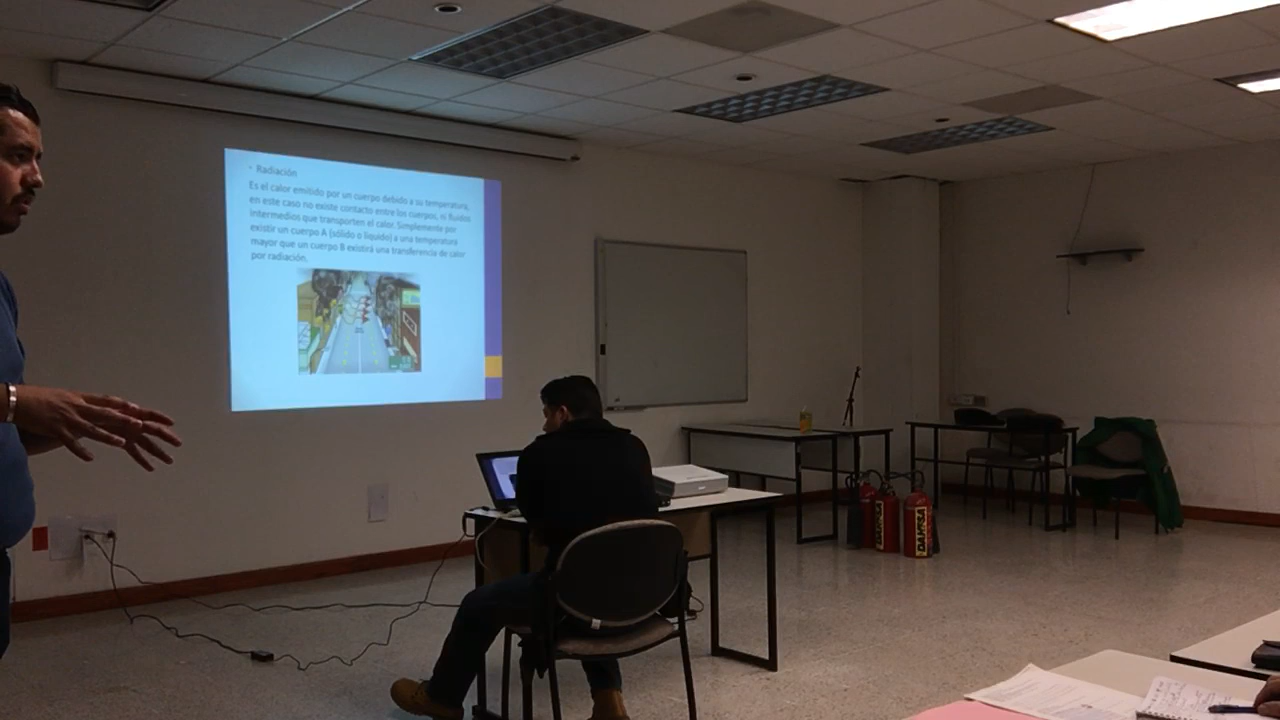 • Radiación
Es el calor emitido por un cuerpo debido a su temperatura,
en este caso no existe contacto entre los cuerpos, ni fluidos
intermedios que transporten el calor. Simplemente por
existir un cuerpo A (sólido o líquido) a una temperatura
mayor que un cuerpo B existirá una transferencia de calor
por radiación.
DAHFSA